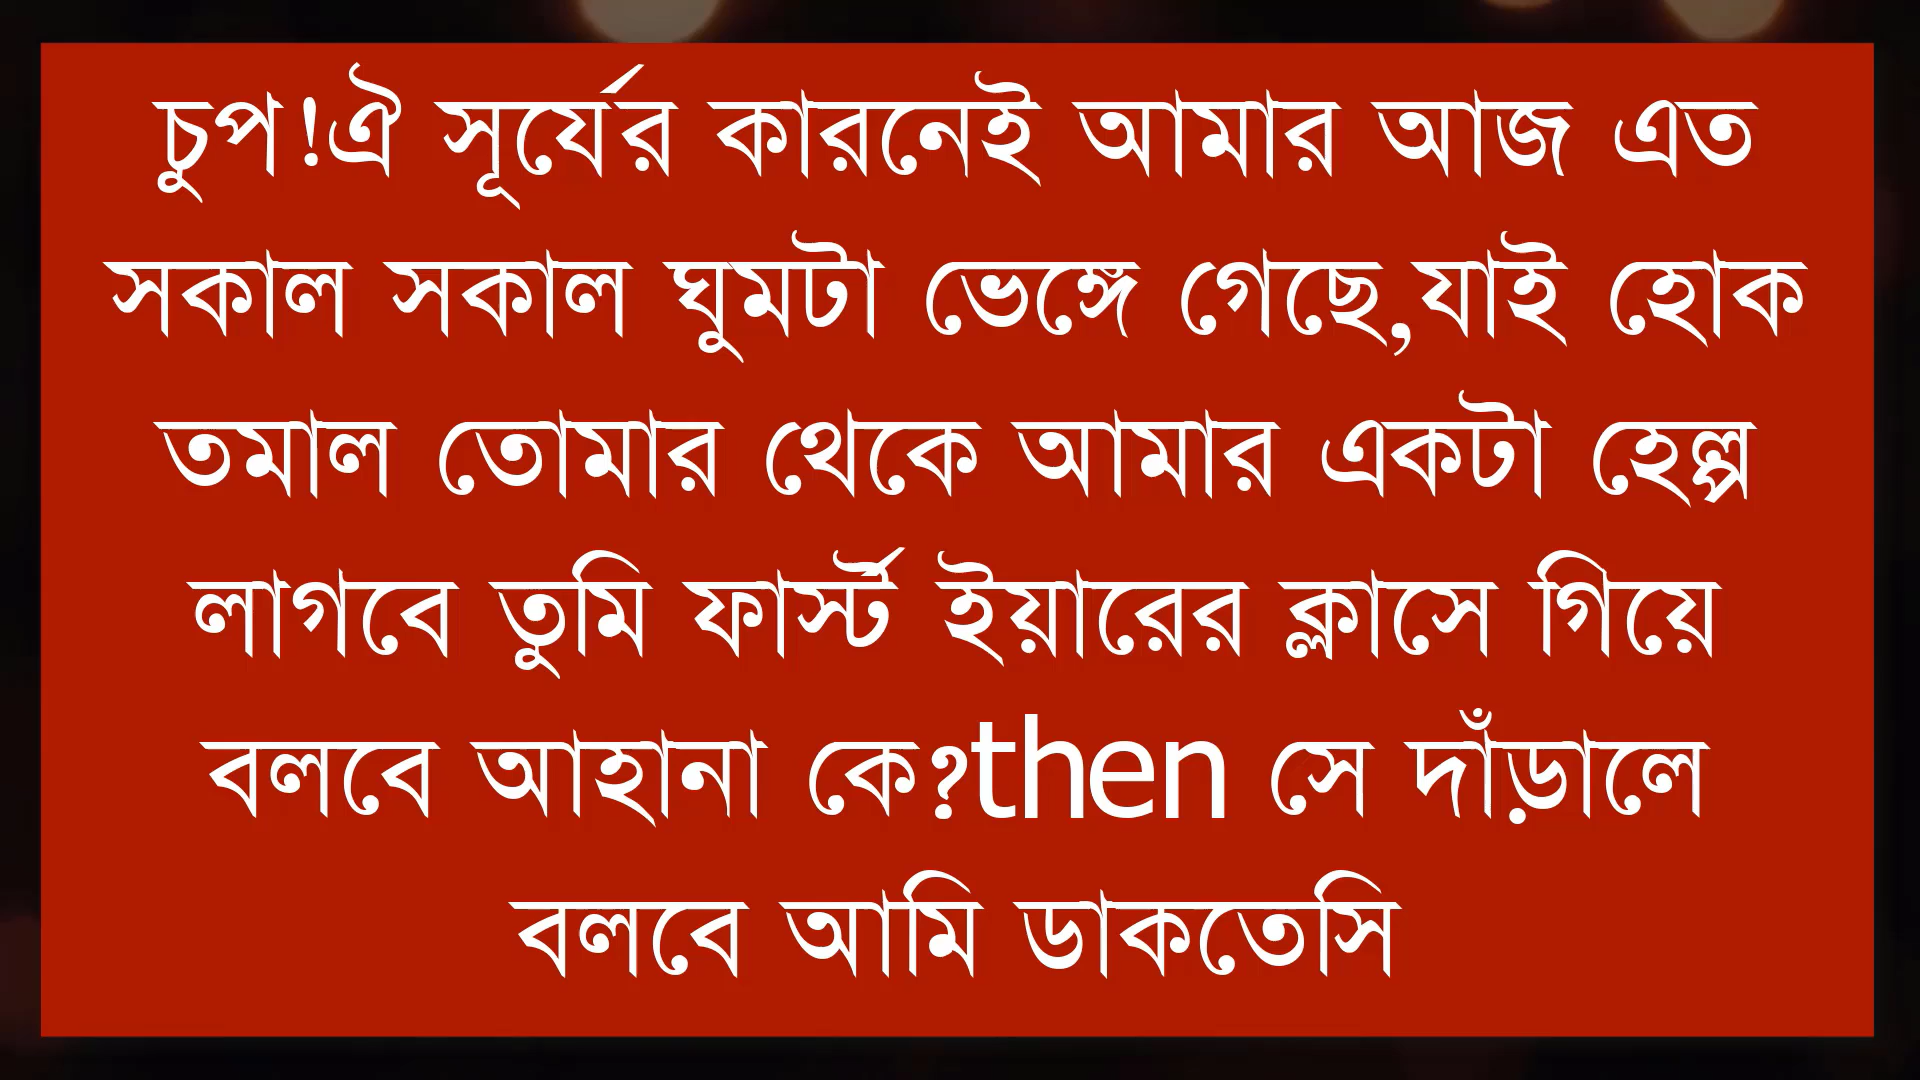 চুপ!ঐ সূর্যের কারনেই আমার আজ এত
সকাল সকাল ঘুমটা ভেঙ্গে গেছে,যাই হোক
তমাল তোমার থেকে আমার একটা হেল্প
লাগবে তুমি ফার্স্ট ইয়ারের ক্লাসে গিয়ে
বলবে আহানা কে?then সে দাঁড়ালে
বলবে আমি ডাকতেসি